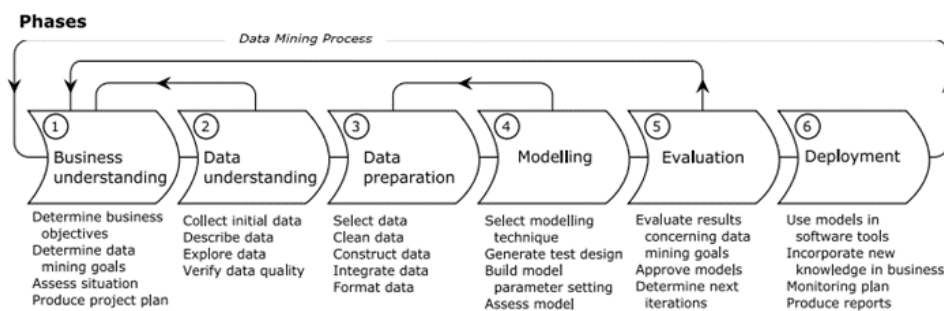 Phases
Data Mining Process
1
Business
understanding
Determine business
objectives
Determine data
mining goals
Assess situation
Produce project plan
2
Data
understanding
Collect initial data
Describe data
Explore data
Verify data quality
3
Data
preparation
Select data
Clean data
Construct data
Integrate data
Format data
4
Modelling
Select modelling
technique
Generate test design
Build model
parameter setting
Assess model
5
Evaluation
Evaluate results
concerning data
mining goals
Approve models
Determine next
iterations
6
Deployment
Use models in
software tools
Incorporate new
knowledge in business
Monitoring plan
Produce reports